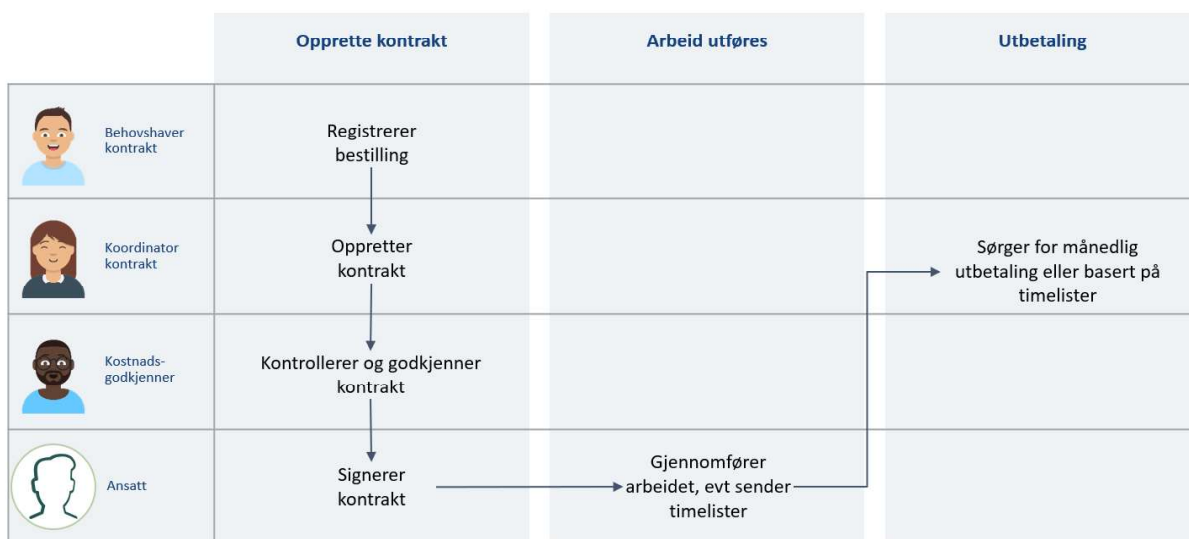 Opprette kontrakt
Arbeid utføres
Utbetaling
Behovshaver
kontrakt
Registrerer
bestilling
Koordinator
kontrakt
Oppretter
kontrakt
Sørger for månedlig
utbetaling eller basert på
timelister
Kostnads-
godkjenner
Kontrollerer og godkjenner
kontrakt
Ansatt
Signerer
kontrakt
Gjennomfører
arbeidet, evt sender
timelister